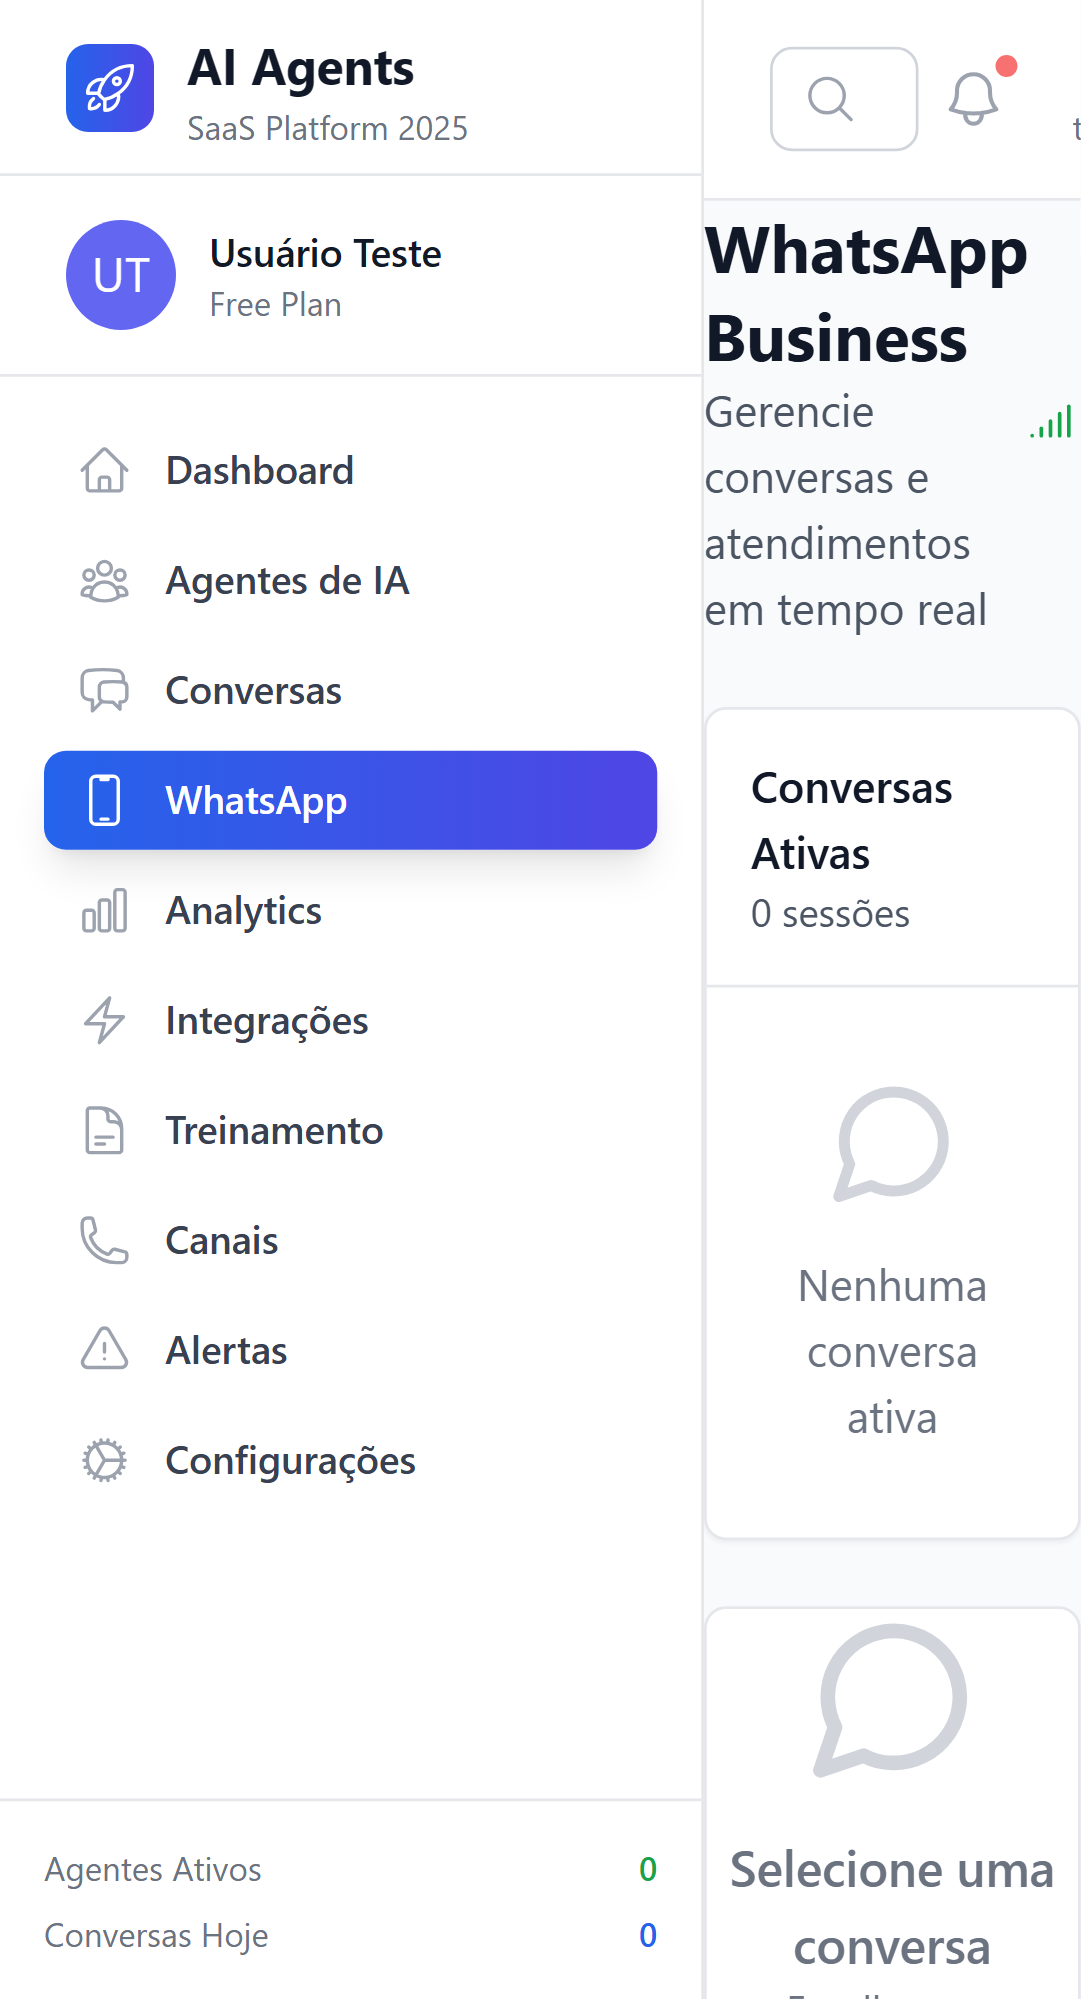 AI Agents
SaaS Platform 2025
UT
Usuário Teste
Free Plan
Dashboard
Agentes de IA
Conversas
WhatsApp
Analytics
Integrações
Treinamento
Canais
Alertas
Configurações
Agentes Ativos 0
Conversas Hoje 0
WhatsApp
Business
Gerencie
conversas e
atendimentos
em tempo real
Conversas
Ativas
0 sessões
Nenhuma
conversa
ativa
Selecione uma
conversa